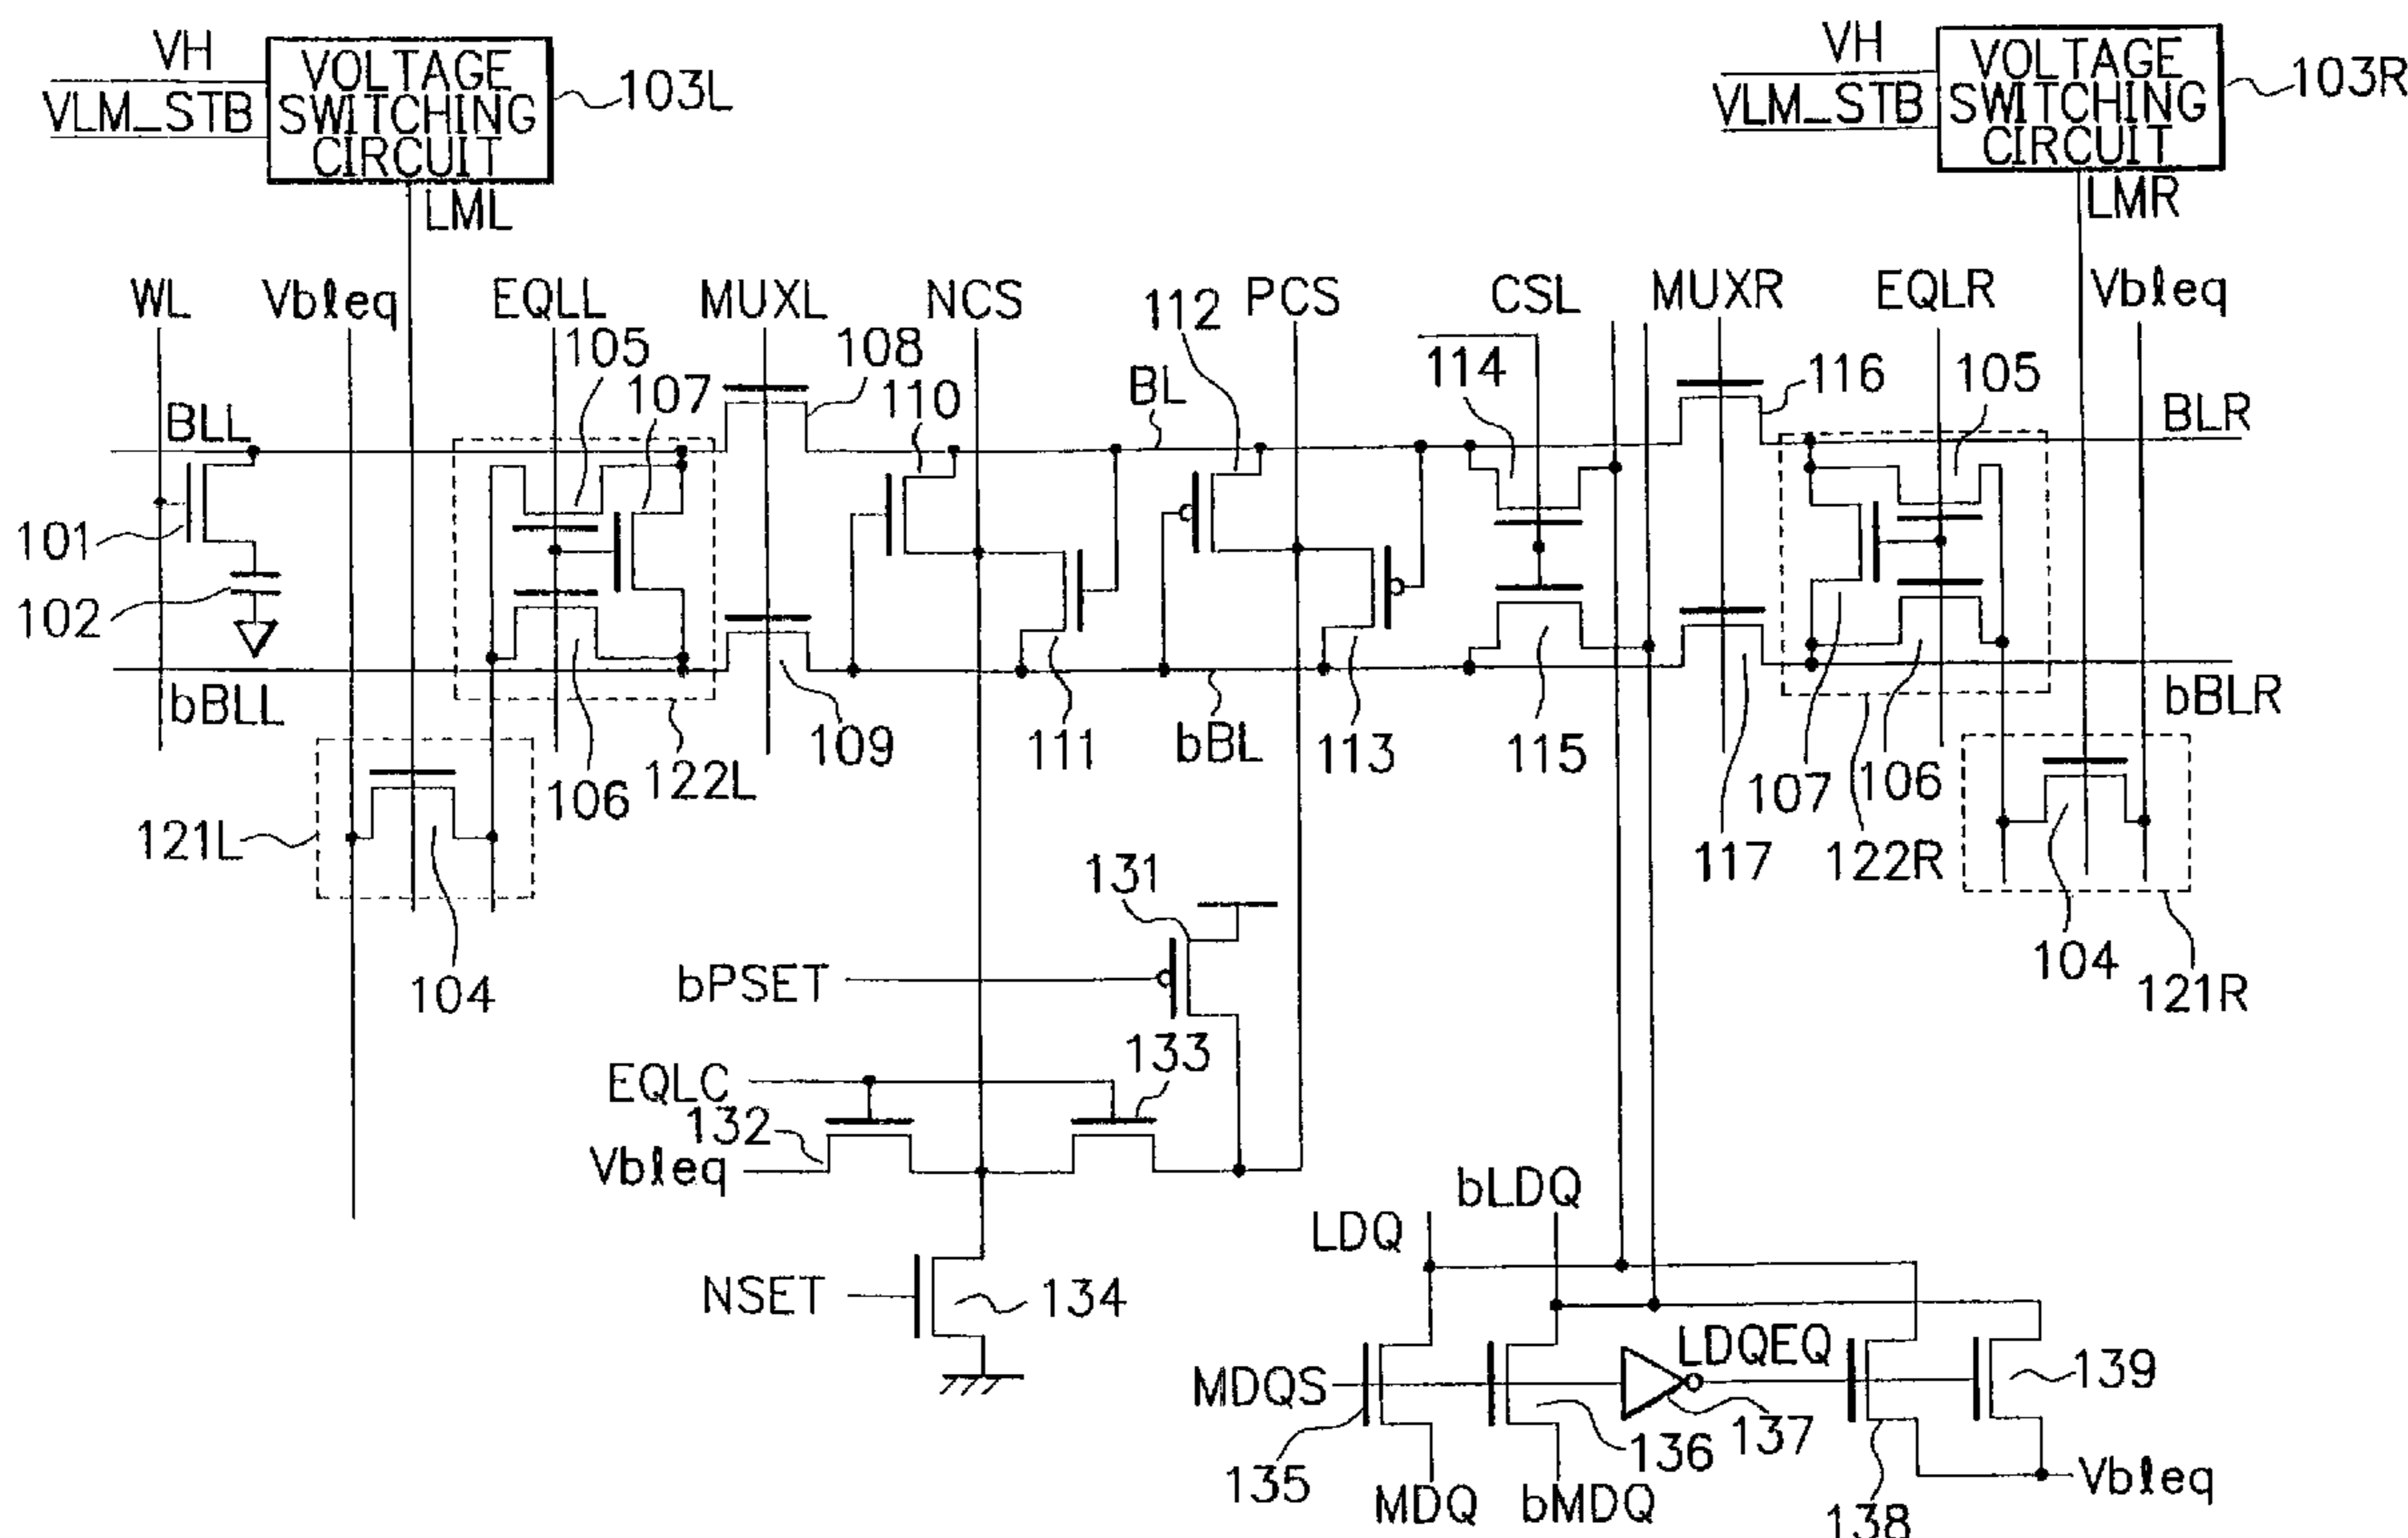 VH
VLM_STB
VOLTAGE
SWITCHING
CIRCUIT
103L
LML
VH
VLM_STB
VOLTAGE
SWITCHING
CIRCUIT
103R
LMR
WL
Vbleq
EQLL
MUXL
NCS
112
PCS
CSL
MUXR
EQLR
Vbleq
105
107
108
110
BL
114
116
105
BLL
BLR
101
102
bBLL
106
122L
109
111
bBL
113
115
107
106
bBLR
121L
117
122R
104
131
104
121R
bPSET
133
EQLC
132
Vbleq
bLDQ
LDQ
NSET
134
LDQEQ
MDQS
139
136
137
135
MDQ
bMDQ
138
Vbleq